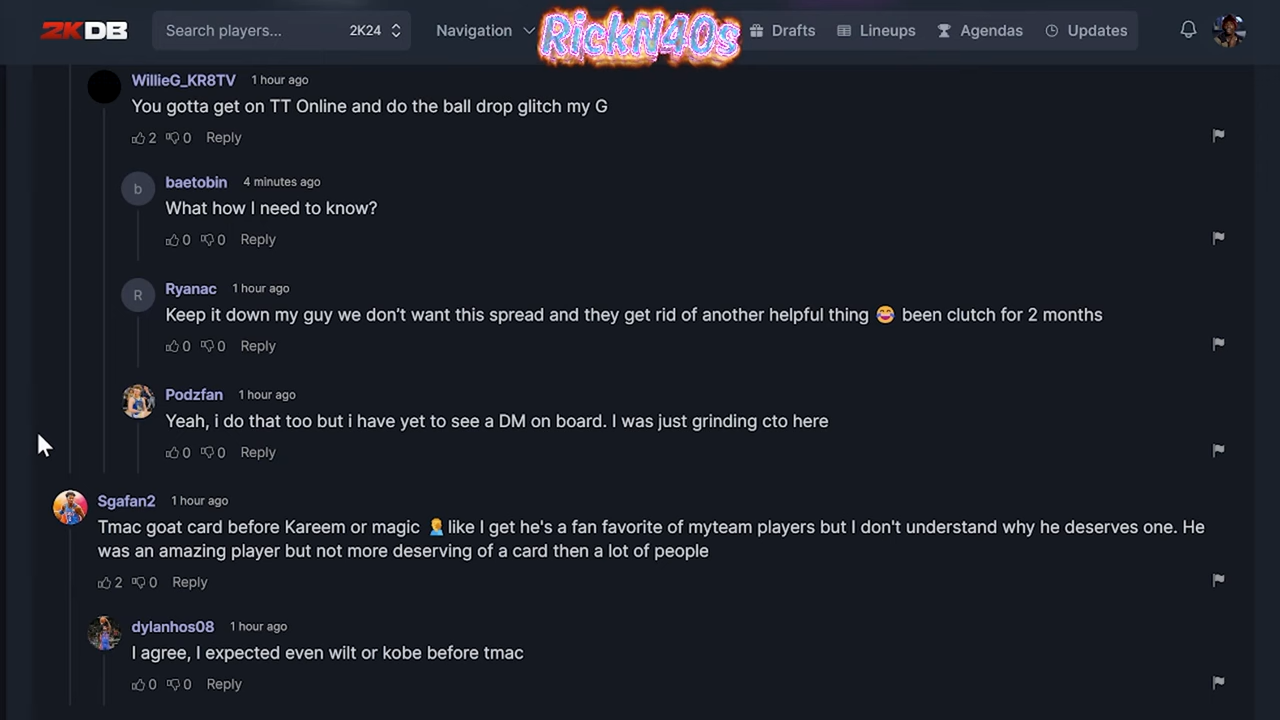 2KDB
Search players...
2K24
Navigation
RickN40s
Drafts
Lineups
Agendas
Updates
WillieG_KR8TV 1 hour ago
You gotta get on TT Online and do the ball drop glitch my G
2 0 Reply
b
baetobin 4 minutes ago
What how I need to know?
0 0 Reply
R
Ryanac 1 hour ago
Keep it down my guy we don’t want this spread and they get rid of another helpful thing 😂 been clutch for 2 months
0 0 Reply
Podzfan 1 hour ago
Yeah, i do that too but i have yet to see a DM on board. I was just grinding cto here
0 0 Reply
Sgafan2 1 hour ago
Tmac goat card before Kareem or magic 🤦‍♂️like I get he's a fan favorite of myteam players but I don't understand why he deserves one. He
was an amazing player but not more deserving of a card then a lot of people
2 0 Reply
dylanhos08 1 hour ago
I agree, I expected even wilt or kobe before tmac
0 0 Reply